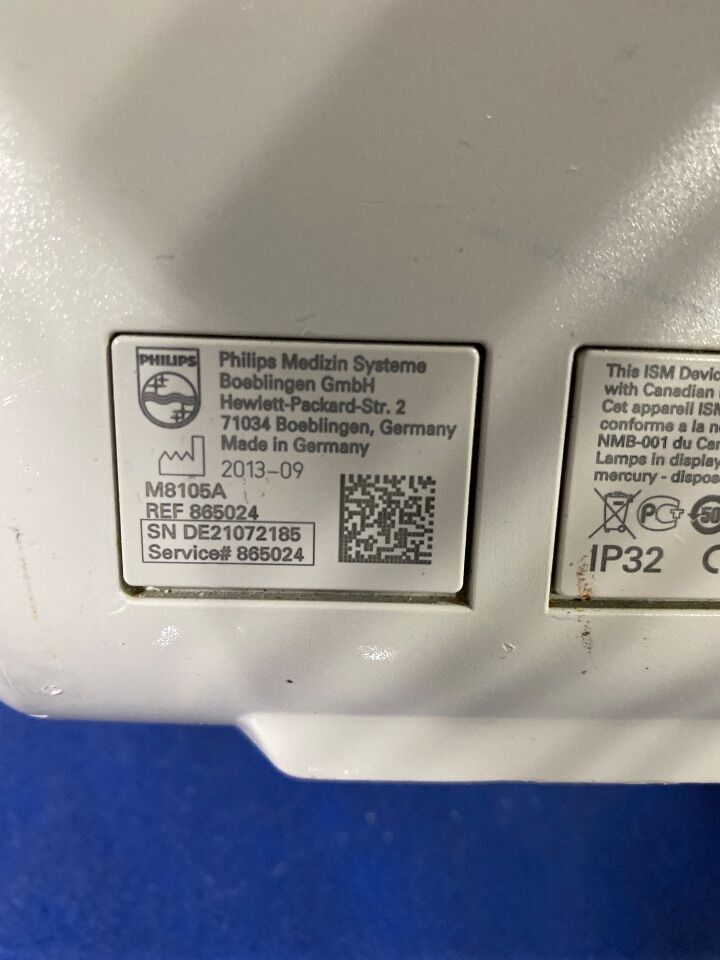 PHILIPS
Philips Medizin Systeme
Boeblingen GmbH
Hewlett-Packard-Str. 2
71034 Boeblingen, Germany
Made in Germany
2013-09
M8105A
REF 865024
SN DE21072185
Service# 865024
This ISM Devic
with Canadian
Cet appareil ISM
conforme a la
NMB-001 du Can
Lamps in display
mercury - dispos
50
IP32